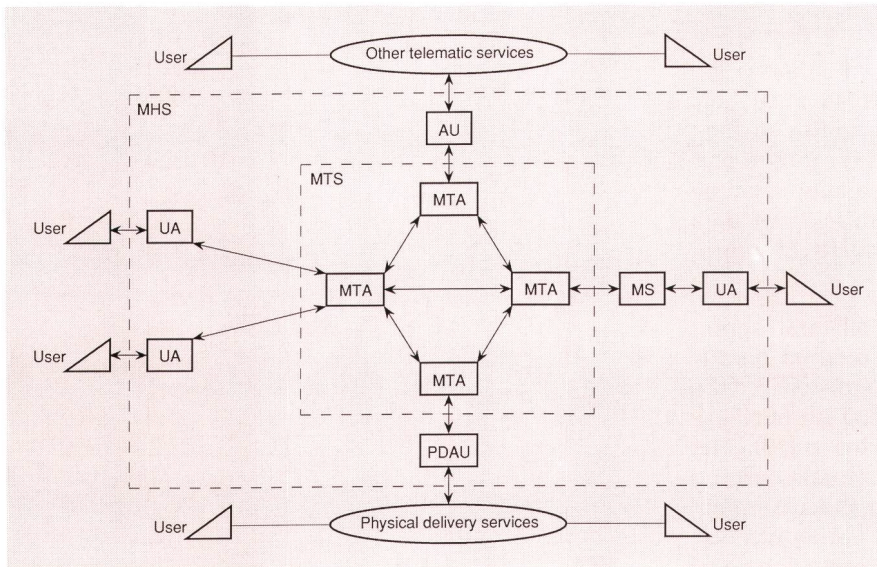 User
Other telematic services
User
MHS
AU
MTS
MTA
User
UA
MTA
MTA
MS
UA
User
User
UA
MTA
PDAU
User
Physical delivery services
User